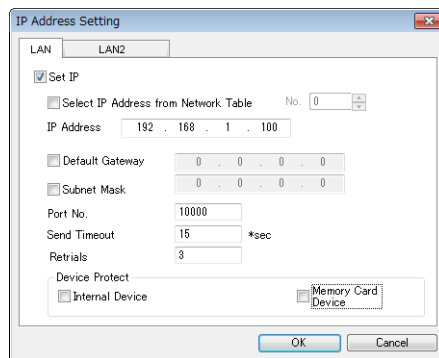 IP Address Setting
LAN LAN2
Set IP
Select IP Address from Network Table No. 0
IP Address 192 . 168 . 1 . 100
Default Gateway 0 . 0 . 0 . 0
Subnet Mask 0 . 0 . 0 . 0
Port No. 10000
Send Timeout 15 *sec
Retrials 3
Device Protect
Internal Device Memory Card
Device
OK Cancel